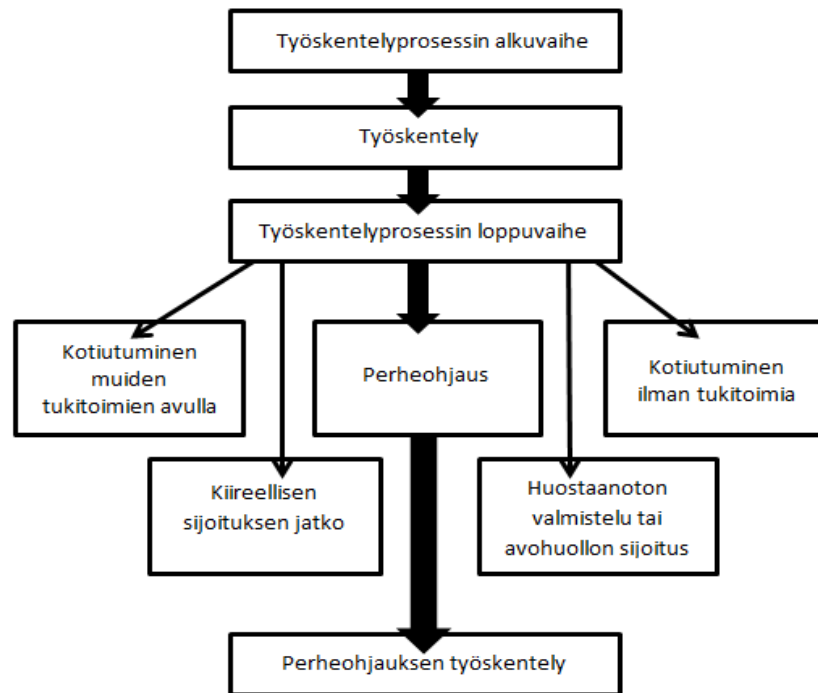 Työskentelyprosessin alkuvaihe
Työskentely
Työskentelyprosessin loppuvaihe
Kotiutuminen
muiden
tukitoimien avulla
Perheohjaus
Kotiutuminen
ilman tukitoimia
Kiireellisen
sijoituksen jatko
Huostaanoton
valmistelu tai
avohuollon sijoitus
Perheohjauksen työskentely